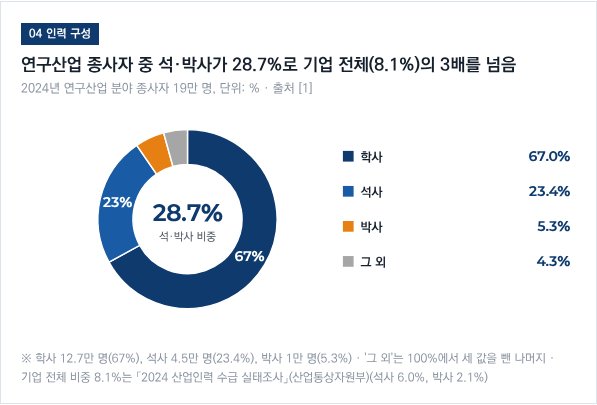 04 인력 구성
연구산업 종사자 중 석·박사가 28.7%로 기업 전체(8.1%)의 3배를 넘음
2024년 연구산업 분야 종사자 19만 명, 단위: % · 출처 [1]
23%
28.7%
석·박사 비중
67%
학사 67.0%
석사 23.4%
박사 5.3%
그 외 4.3%
※ 학사 12.7만 명(67%), 석사 4.5만 명(23.4%), 박사 1만 명(5.3%) · '그 외'는 100%에서 세 값을 뺀 나머지 ·
기업 전체 비중 8.1%는 「2024 산업인력 수급 실태조사」(산업통상자원부)(석사 6.0%, 박사 2.1%)